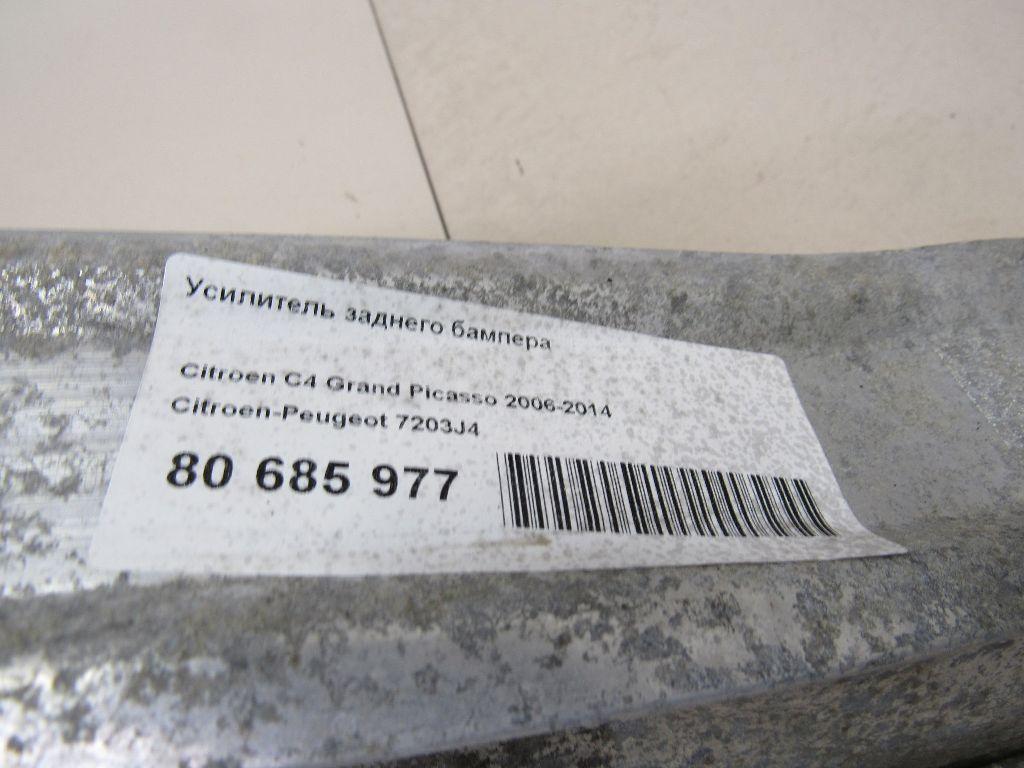 Усилитель заднего бампера
Citroen C4 Grand Picasso 2006-2014
Citroen-Peugeot 7203J4
80 685 977